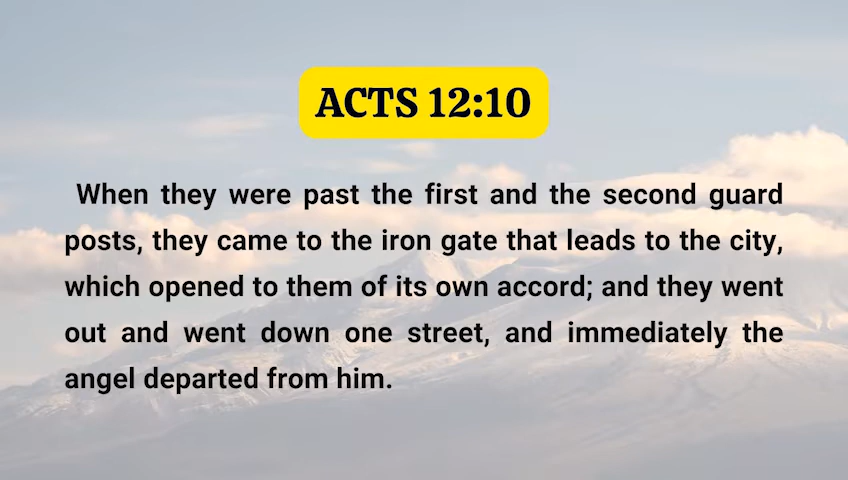 ACTS 12:10
When they were past the first and the second guard
posts, they came to the iron gate that leads to the city,
which opened to them of its own accord; and they went
out and went down one street, and immediately the
angel departed from him.